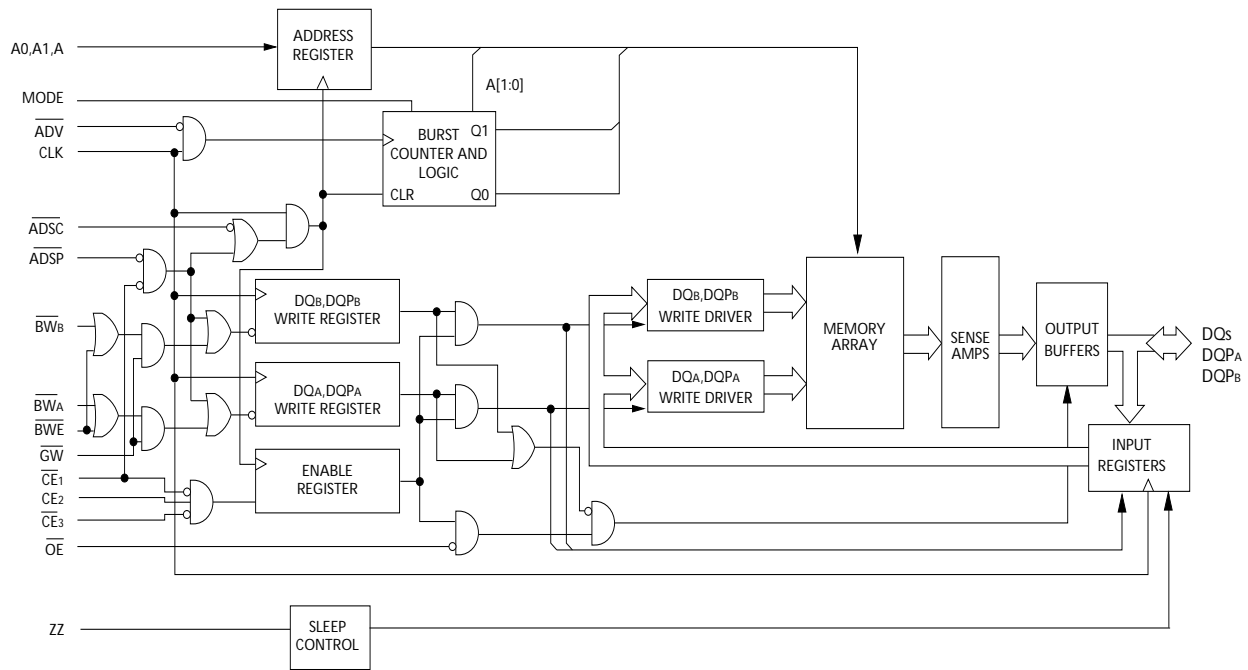 A0,A1,A
ADDRESS
REGISTER
A[1:0]
MODE
ADV
CLK
BURST
COUNTER AND
LOGIC
Q1
CLR
Q0
ADSC
ADSP
DQB,DQPB
WRITE REGISTER
DQB,DQPB
WRITE DRIVER
MEMORY
ARRAY
SENSE
AMPS
OUTPUT
BUFFERS
DQs
DQPA
DQPB
BWB
DQA,DQPA
WRITE REGISTER
DQA,DQPA
WRITE DRIVER
BWA
BWE
GW
CE1
CE2
CE3
ENABLE
REGISTER
INPUT
REGISTERS
OE
ZZ
SLEEP
CONTROL